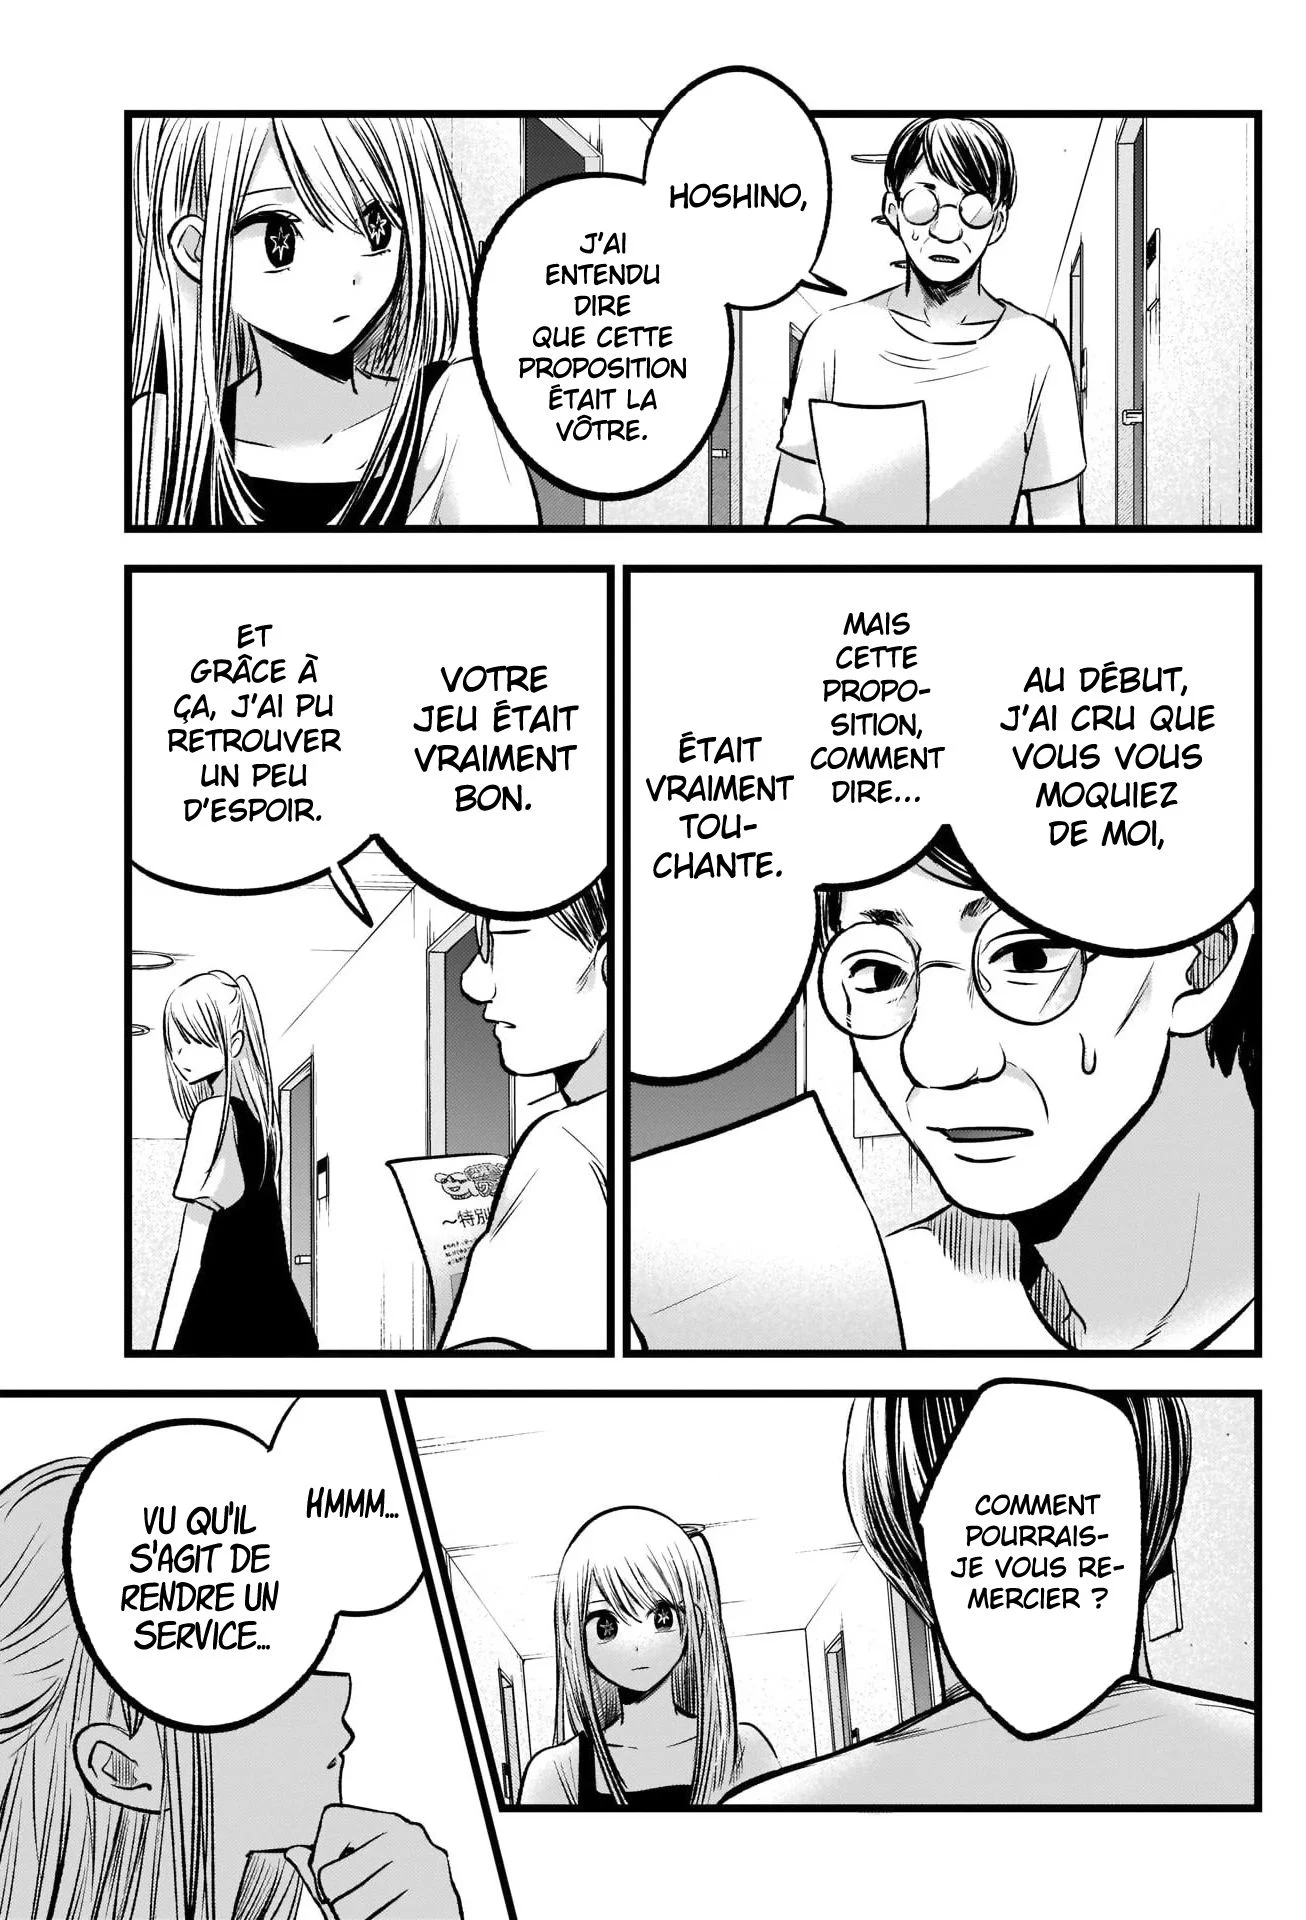 HOSHINO,
J'AI
ENTENDU
DIRE
QUE CETTE
PROPOSITION
ÉTAIT LA
VÔTRE.
AU DÉBUT,
J'AI CRU QUE
VOUS VOUS
MOQUIEZ
DE MOI,
MAIS
CETTE
PROPO-
SITION,
COMMENT
DIRE...
ÉTAIT
VRAIMENT
TOU-
CHANTE.
VOTRE
JEU ÉTAIT
VRAIMENT
BON.
ET
GRÂCE À
ÇA, J'AI PU
RETROUVER
UN PEU
D'ESPOIR.
～特別
COMMENT
POURRAIS-
JE VOUS RE-
MERCIER ?
HMMM...
VU QU'IL
S'AGIT DE
RENDRE UN
SERVICE...